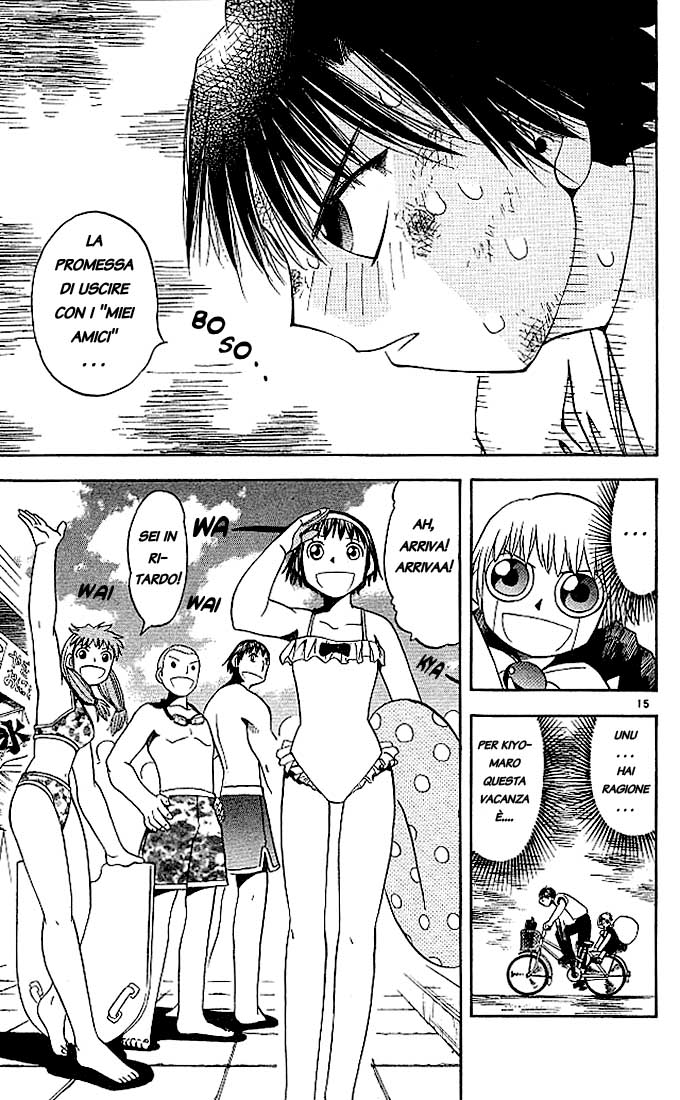 LA
PROMESSA
DI USCIRE
CON I "MIEI
AMICI"
...
BO
SO..
...
15
UNU
...
HAI
RAGIONE
...
PER KIYO-
MARO
QUESTA
VACANZA
È....
AH,
ARRIVA!
ARRIVAA!
WA
SEI IN
RI-
TARDO!
WAI
WAI
KYA
氷